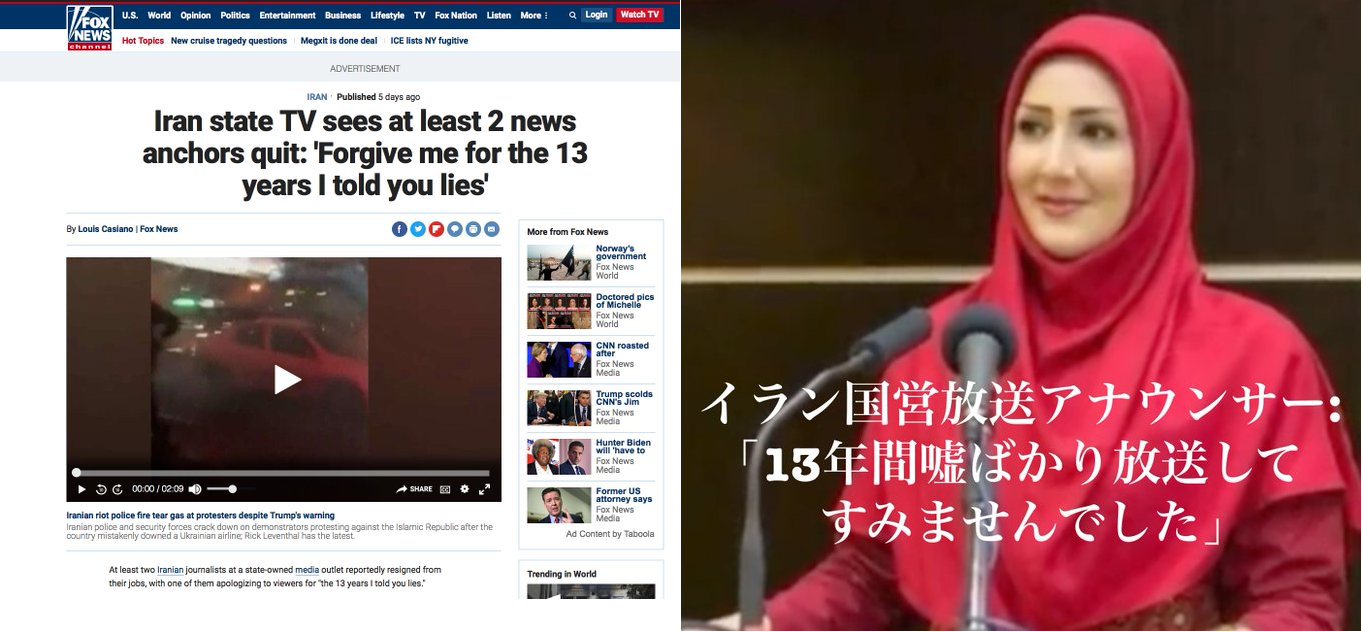 FOX
NEWS
channel
U.S. World Opinion Politics Entertainment Business Lifestyle TV Fox Nation Listen More Login Watch TV
Hot Topics New cruise tragedy questions Megxit is done deal ICE lists NY fugitive
ADVERTISEMENT
IRAN · Published 5 days ago
Iran state TV sees at least 2 news
anchors quit: 'Forgive me for the 13
years I told you lies'
By Louis Casiano | Fox News
00:00 / 02:09 SHARE
Iranian riot police fire tear gas at protesters despite Trump's warning
Iranian police and security forces crack down on demonstrators protesting against the Islamic Republic after the
country mistakenly downed a Ukrainian airline; Rick Leventhal has the latest.
At least two Iranian journalists at a state-owned media outlet reportedly resigned from
their jobs, with one of them apologizing to viewers for "the 13 years I told you lies."
More from Fox News
Norway's
government
Fox News
World
Doctored pics
of Michelle
Fox News
World
CNN roasted
after
Fox News
Media
Trump scolds
CNN's Jim
Fox News
Media
Hunter Biden
will 'have to
Fox News
Media
Former US
attorney says
Fox News
Media
Ad Content by Taboola
Trending in World
イラン国営放送アナウンサー:
「13年間嘘ばかり放送して
すみませんでした」